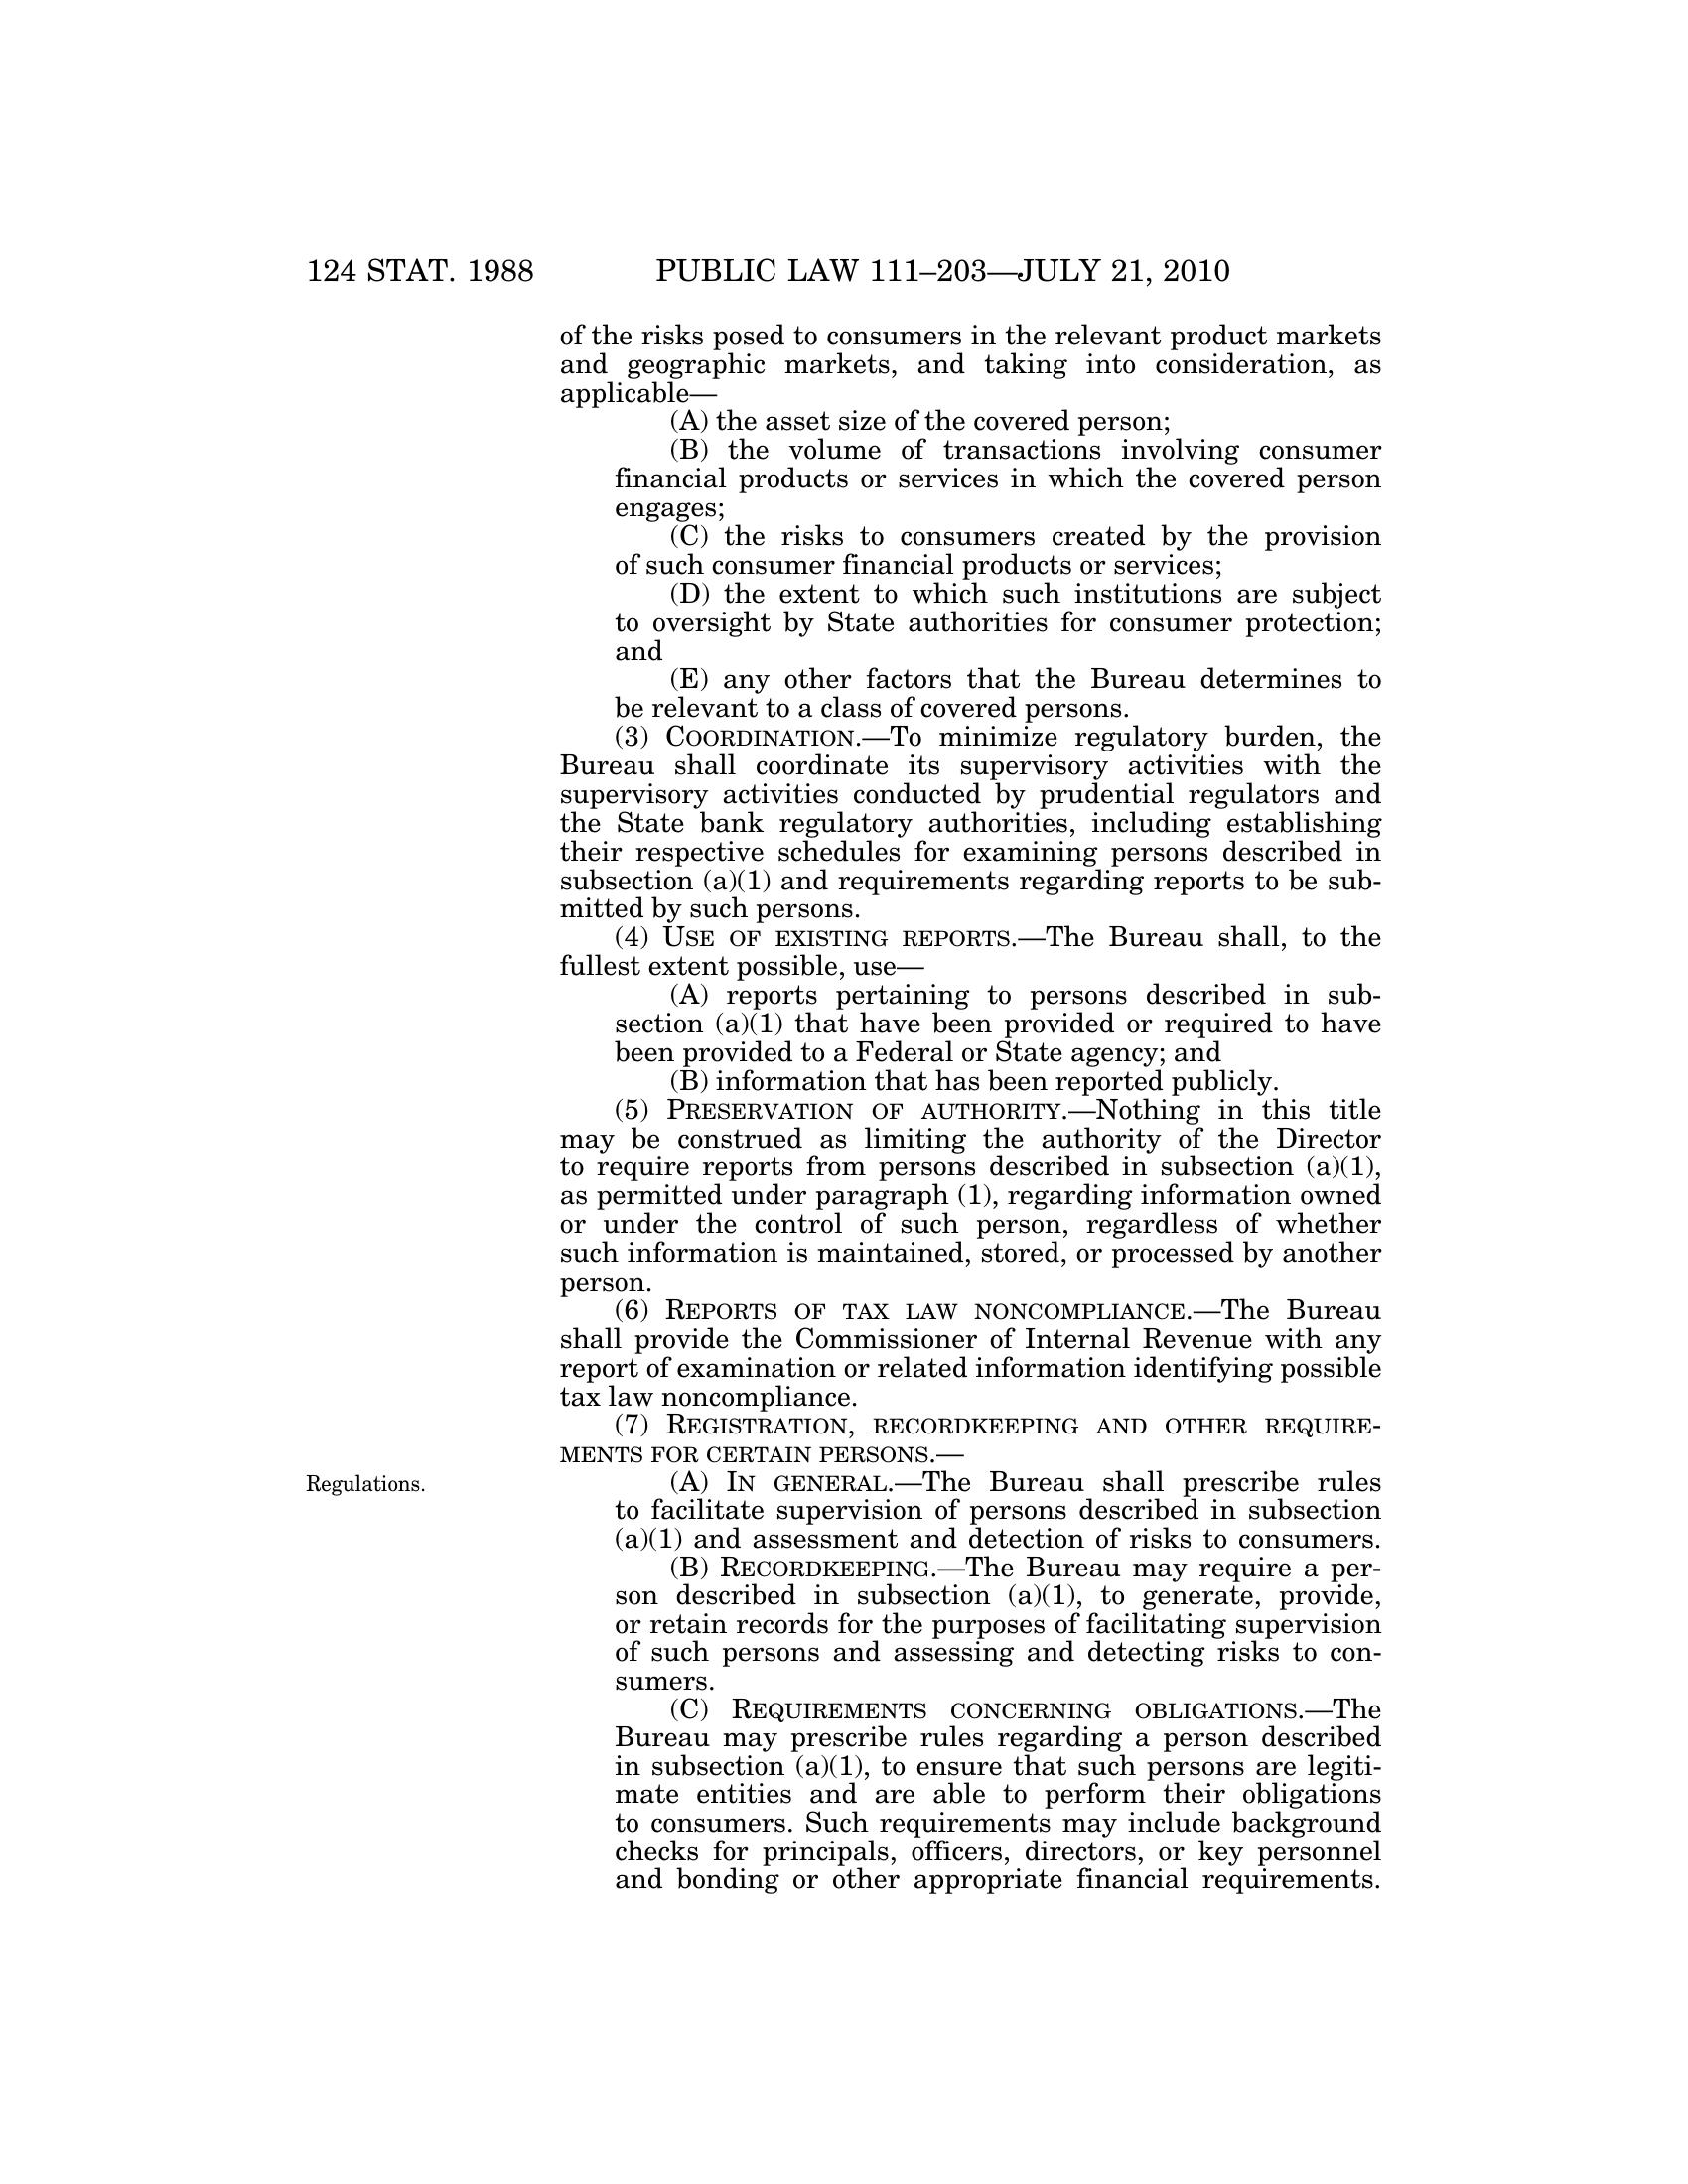 124 STAT. 1988 PUBLIC LAW 111–203—JULY 21, 2010
of the risks posed to consumers in the relevant product markets
and geographic markets, and taking into consideration, as
applicable—
(A) the asset size of the covered person;
(B) the volume of transactions involving consumer
financial products or services in which the covered person
engages;
(C) the risks to consumers created by the provision
of such consumer financial products or services;
(D) the extent to which such institutions are subject
to oversight by State authorities for consumer protection;
and
(E) any other factors that the Bureau determines to
be relevant to a class of covered persons.
(3) COORDINATION.—To minimize regulatory burden, the
Bureau shall coordinate its supervisory activities with the
supervisory activities conducted by prudential regulators and
the State bank regulatory authorities, including establishing
their respective schedules for examining persons described in
subsection (a)(1) and requirements regarding reports to be sub-
mitted by such persons.
(4) USE OF EXISTING REPORTS.—The Bureau shall, to the
fullest extent possible, use—
(A) reports pertaining to persons described in sub-
section (a)(1) that have been provided or required to have
been provided to a Federal or State agency; and
(B) information that has been reported publicly.
(5) PRESERVATION OF AUTHORITY.—Nothing in this title
may be construed as limiting the authority of the Director
to require reports from persons described in subsection (a)(1),
as permitted under paragraph (1), regarding information owned
or under the control of such person, regardless of whether
such information is maintained, stored, or processed by another
person.
(6) REPORTS OF TAX LAW NONCOMPLIANCE.—The Bureau
shall provide the Commissioner of Internal Revenue with any
report of examination or related information identifying possible
tax law noncompliance.
(7) REGISTRATION, RECORDKEEPING AND OTHER REQUIRE-
MENTS FOR CERTAIN PERSONS.—
Regulations. (A) IN GENERAL.—The Bureau shall prescribe rules
to facilitate supervision of persons described in subsection
(a)(1) and assessment and detection of risks to consumers.
(B) RECORDKEEPING.—The Bureau may require a per-
son described in subsection (a)(1), to generate, provide,
or retain records for the purposes of facilitating supervision
of such persons and assessing and detecting risks to con-
sumers.
(C) REQUIREMENTS CONCERNING OBLIGATIONS.—The
Bureau may prescribe rules regarding a person described
in subsection (a)(1), to ensure that such persons are legiti-
mate entities and are able to perform their obligations
to consumers. Such requirements may include background
checks for principals, officers, directors, or key personnel
and bonding or other appropriate financial requirements.